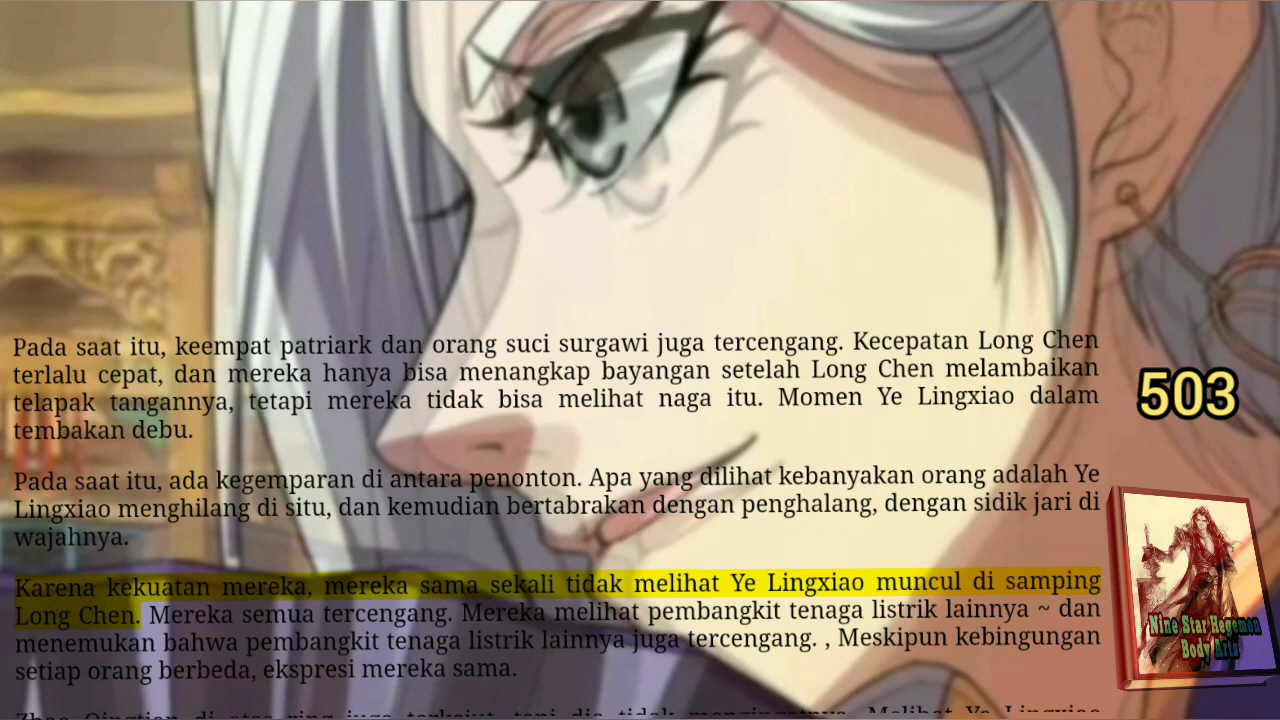 Pada saat itu, keempat patriark dan orang suci surgawi juga tercengang. Kecepatan Long Chen
terlalu cepat, dan mereka hanya bisa menangkap bayangan setelah Long Chen melambaikan
telapak tangannya, tetapi mereka tidak bisa melihat naga itu. Momen Ye Lingxiao dalam
tembakan debu.
503
Pada saat itu, ada kegemparan di antara penonton. Apa yang dilihat kebanyakan orang adalah Ye
Lingxiao menghilang di situ, dan kemudian bertabrakan dengan penghalang, dengan sidik jari di
wajahnya.
Karena kekuatan mereka, mereka sama sekali tidak melihat Ye Lingxiao muncul di samping
Long Chen. Mereka semua tercengang. Mereka melihat pembangkit tenaga listrik lainnya ~ dan
menemukan bahwa pembangkit tenaga listrik lainnya juga tercengang. , Meskipun kebingungan
setiap orang berbeda, ekspresi mereka sama.
Nine Star Hegemon
Body Arts